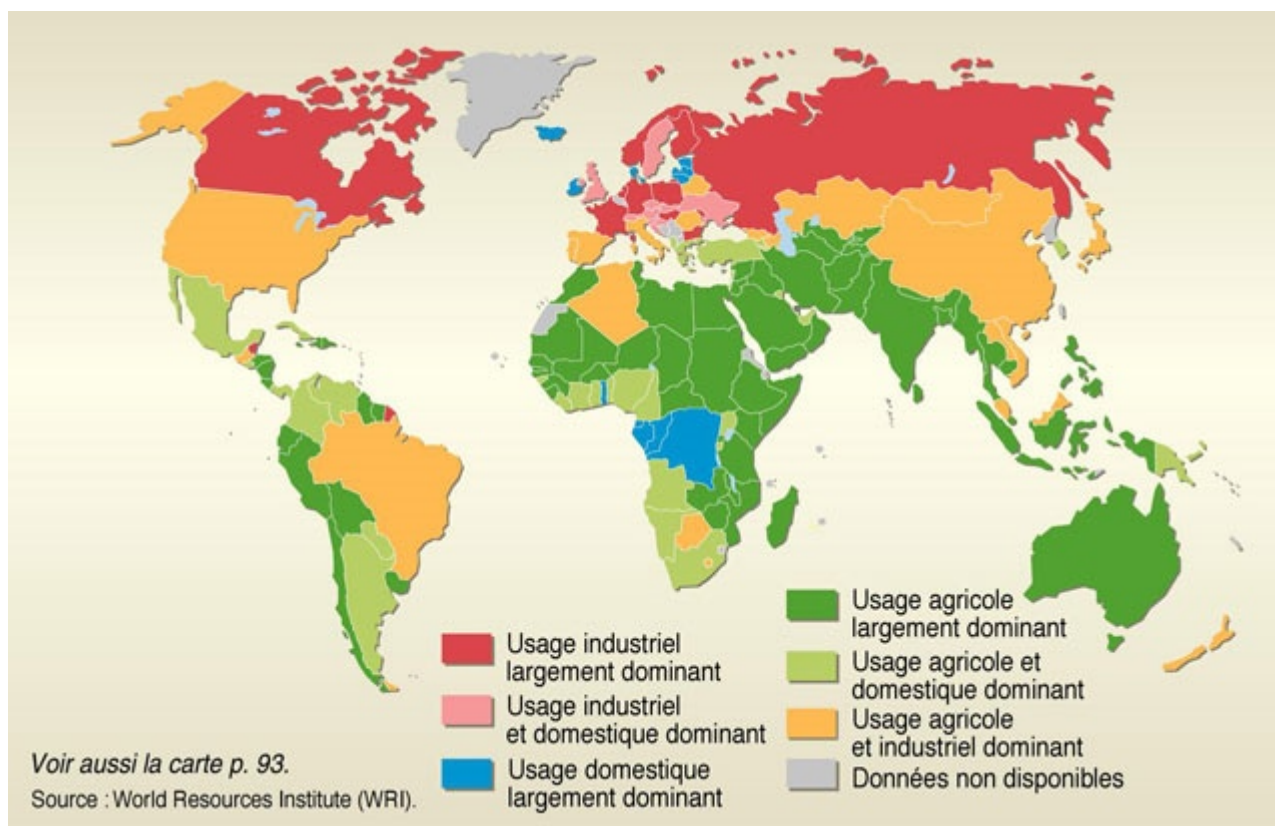 Usage industriel
largement dominant
Usage industriel
et domestique dominant
Usage domestique
largement dominant
Usage agricole
largement dominant
Usage agricole et
domestique dominant
Usage agricole
et industriel dominant
Données non disponibles
Voir aussi la carte p. 93.
Source : World Resources Institute (WRI).